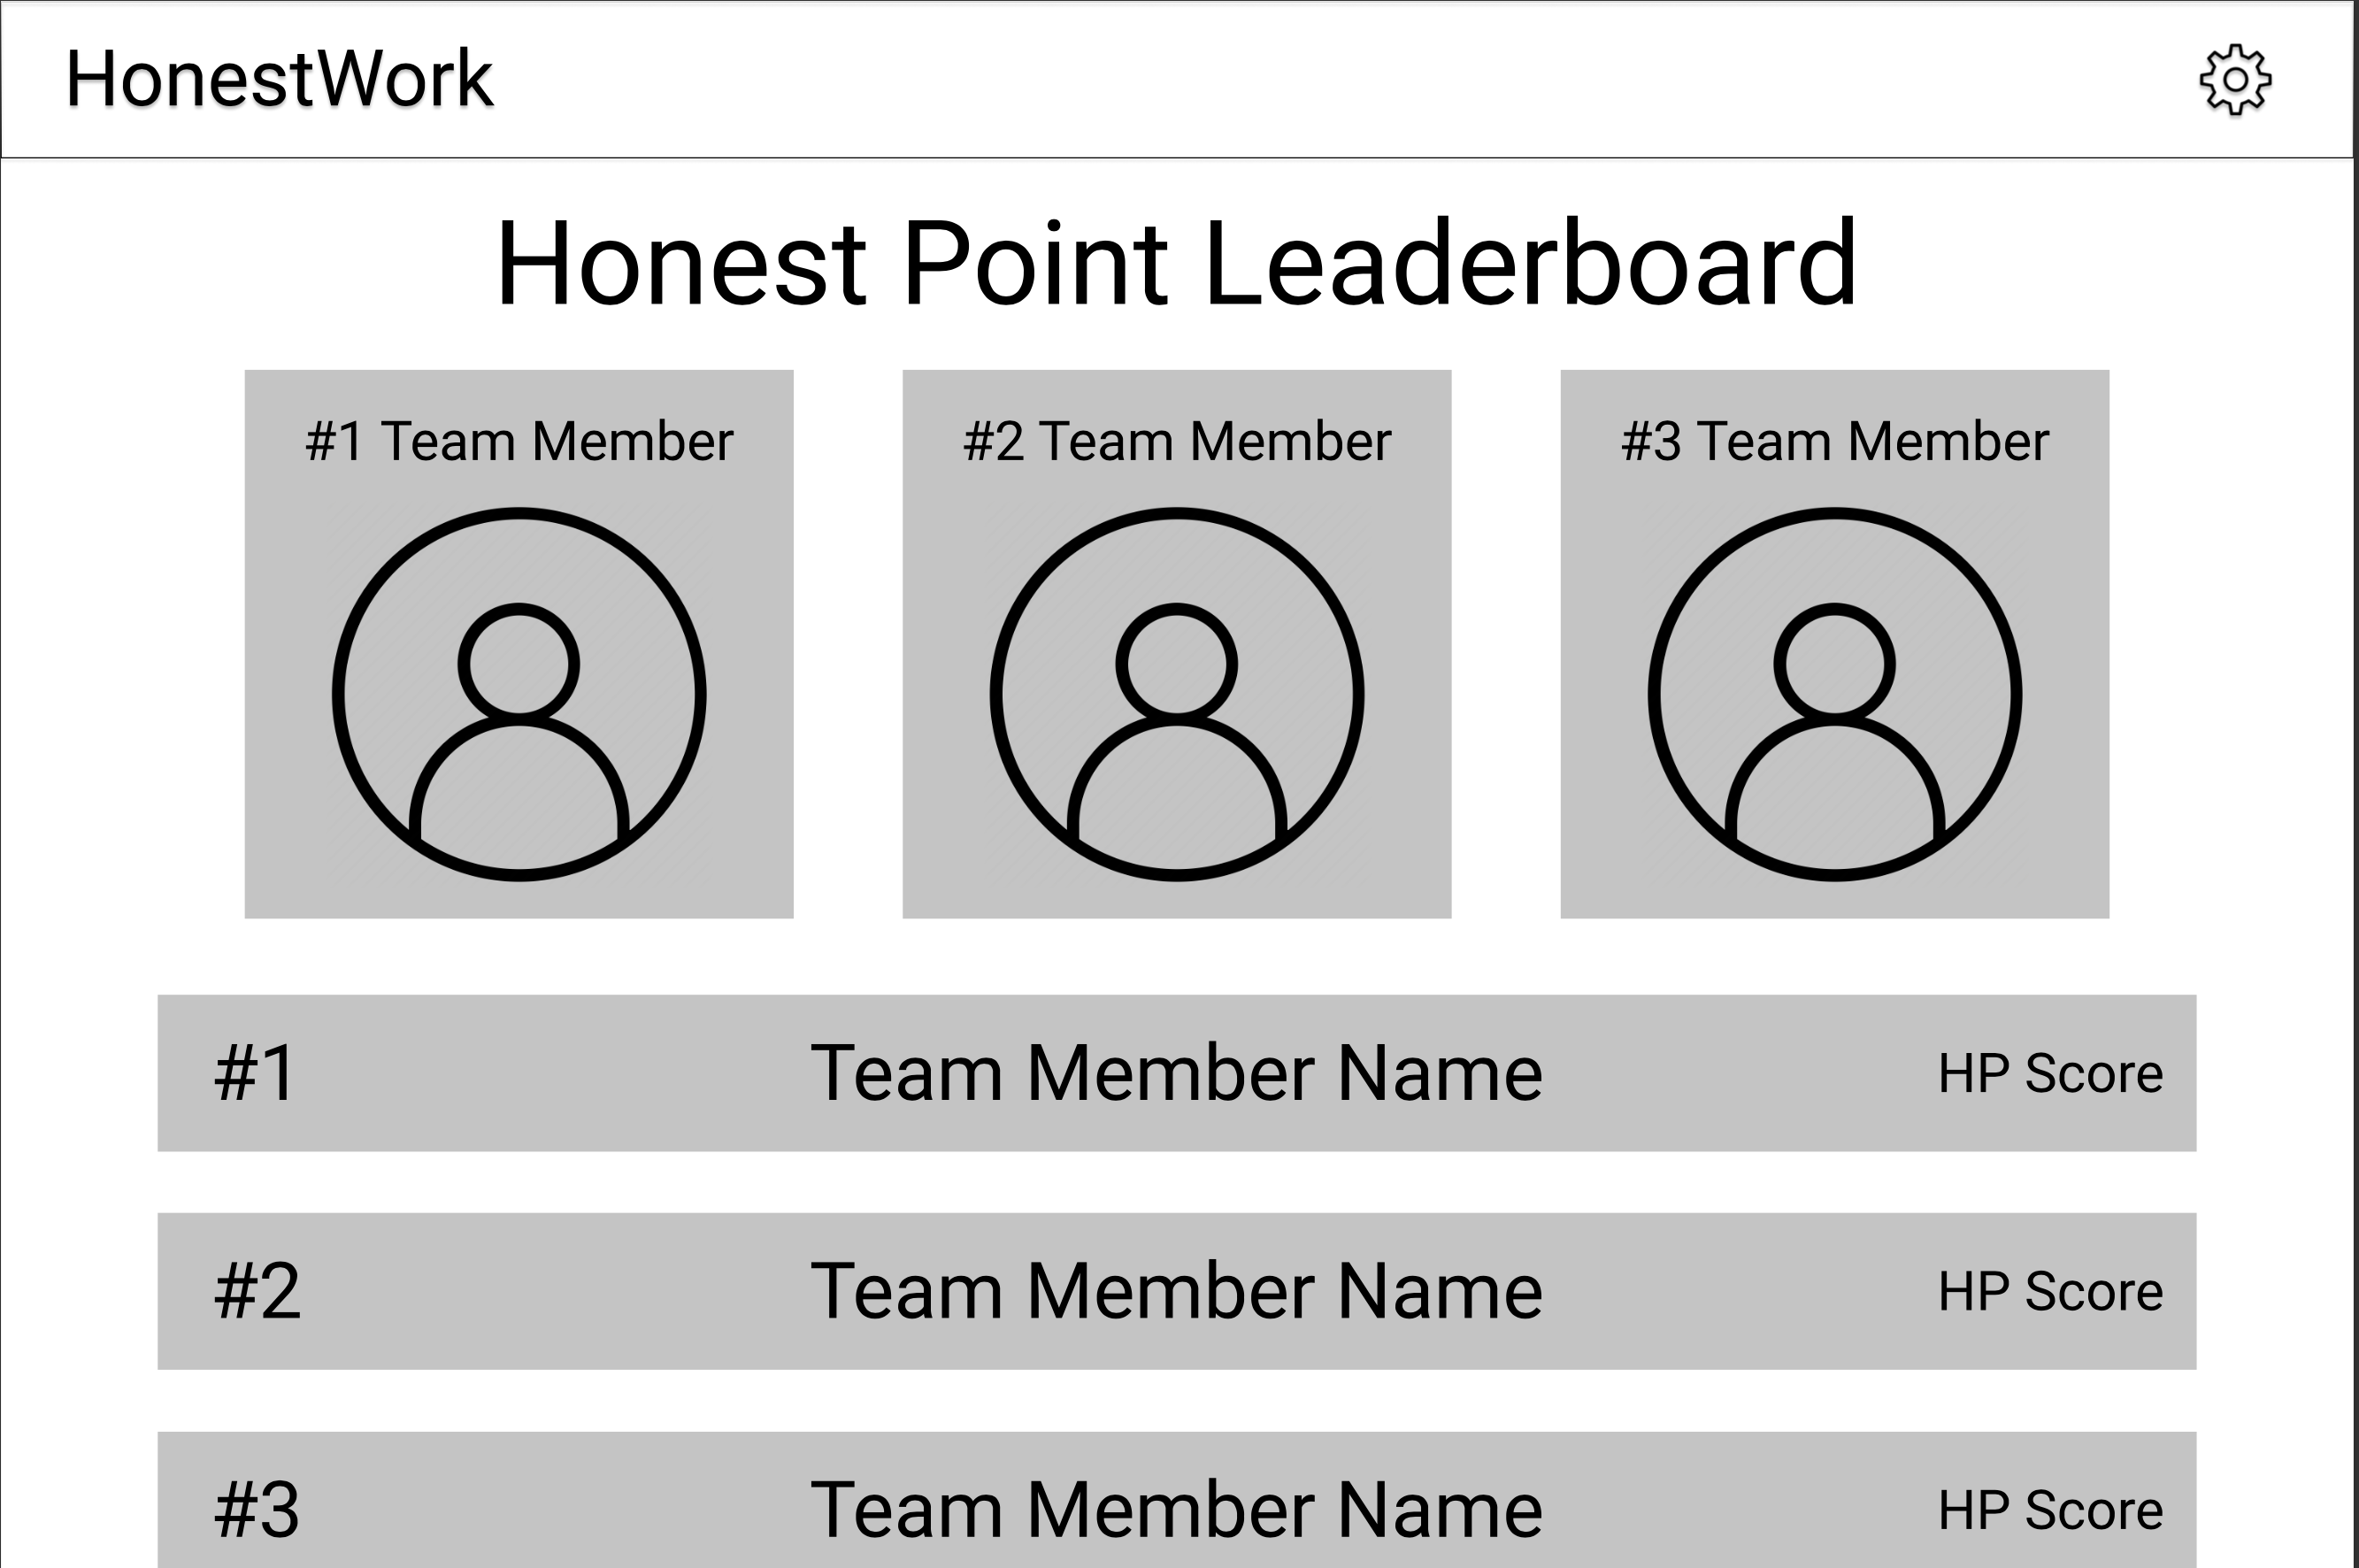 HonestWork
Honest Point Leaderboard
#1 Team Member
#2 Team Member
#3 Team Member
#1 Team Member Name HP Score
#2 Team Member Name HP Score
#3 Team Member Name HP Score